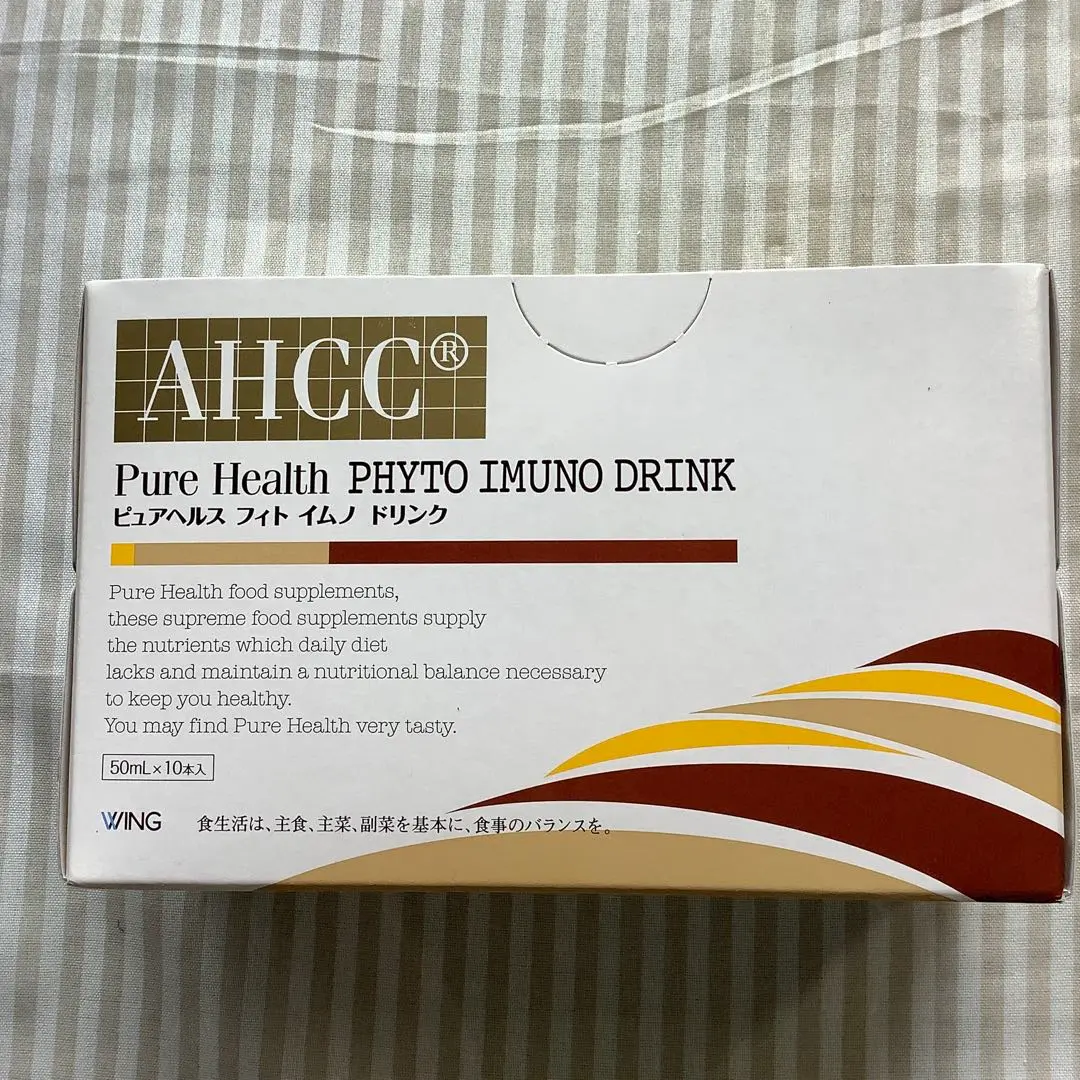 AHCC®
Pure Health PHYTO IMUNO DRINK
ピュアヘルス フィト イムノ ドリンク
Pure Health food supplements,
these supreme food supplements supply
the nutrients which daily diet
lacks and maintain a nutritional balance necessary
to keep you healthy.
You may find Pure Health very tasty.
50mL×10本入
WING 食生活は、主食、主菜、副菜を基本に、食事のバランスを。